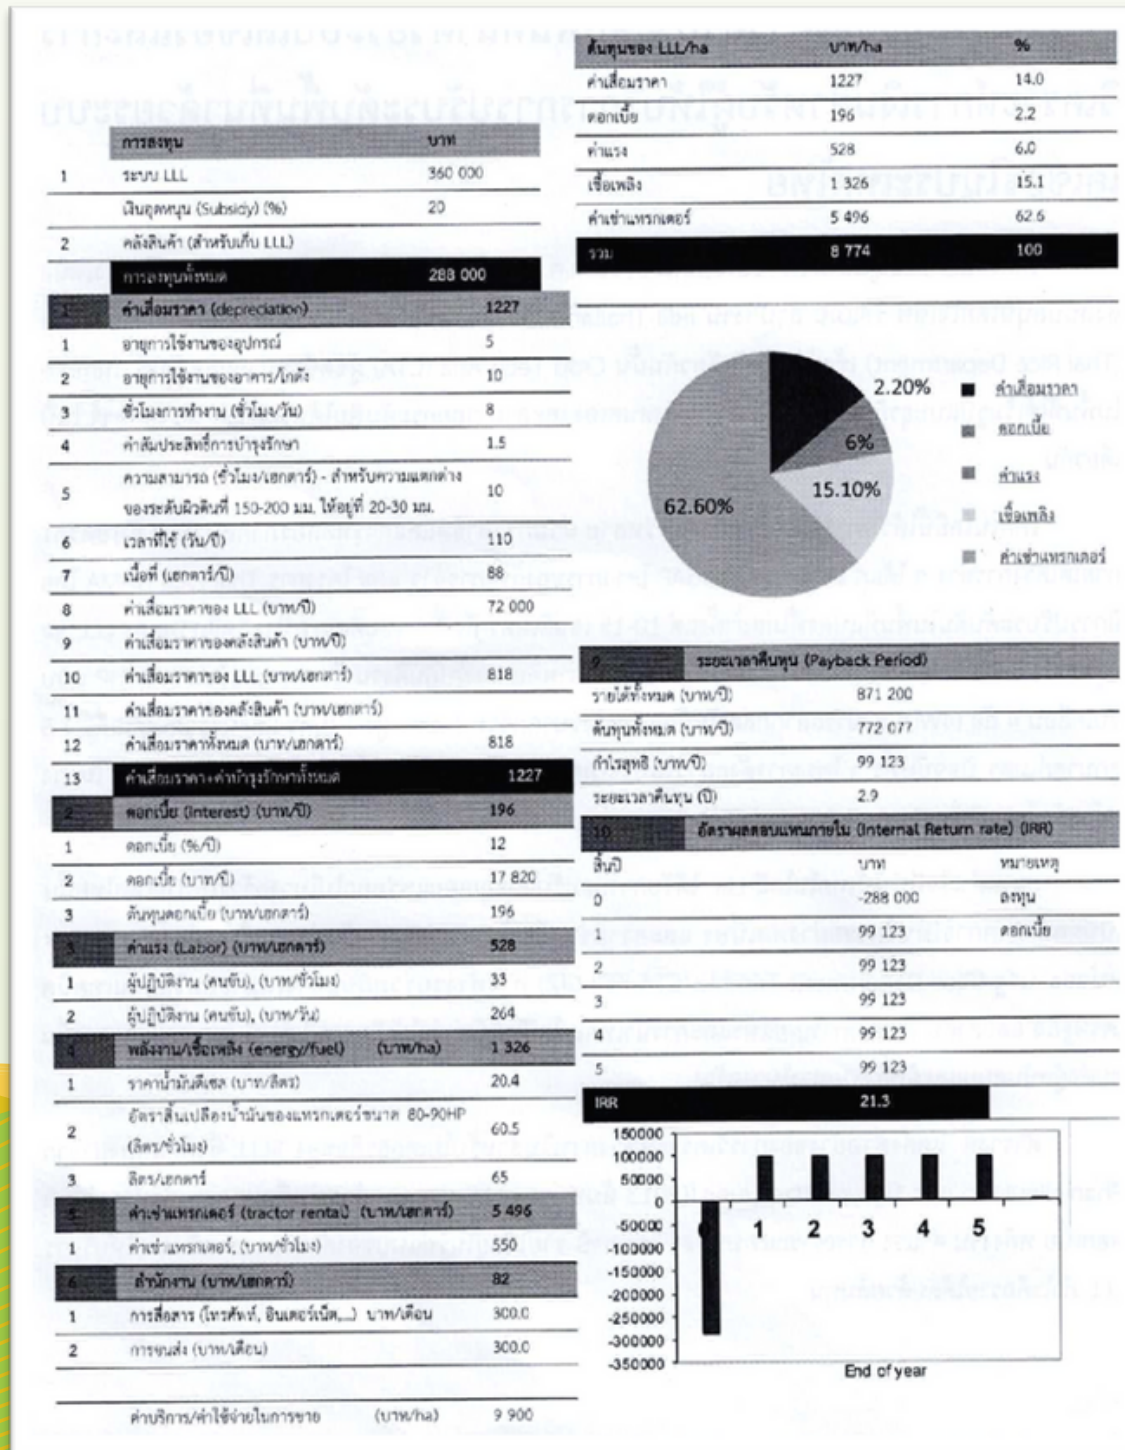 การลงทุน บาท
1 ระบบ LLL 360 000
เงินอุดหนุน (Subsidy) (%) 20
2 คลังสินค้า (สำหรับเก็บ LLL)
การลงทุนทั้งหมด 288 000
1 ค่าเสื่อมราคา (depreciation) 1227
1 อายุการใช้งานของอุปกรณ์ 5
2 อายุการใช้งานของอาคาร/โกดัง 10
3 ชั่วโมงการทำงาน (ชั่วโมง/วัน) 8
4 ค่าสัมประสิทธิ์การบำรุงรักษา 1.5
5 ความสามารถ (ชั่วโมง/เฮกตาร์) - สำหรับความแตกต่าง
ของระดับผิวดินที่ 150-200 มม. ให้อยู่ที่ 20-30 มม. 10
6 เวลาที่ใช้ (วัน/ปี) 110
7 เนื้อที่ (เฮกตาร์/ปี) 88
8 ค่าเสื่อมราคาของ LLL (บาท/ปี) 72 000
9 ค่าเสื่อมราคาของคลังสินค้า (บาท/ปี)
10 ค่าเสื่อมราคาของ LLL (บาท/เฮกตาร์) 818
11 ค่าเสื่อมราคาของคลังสินค้า (บาท/เฮกตาร์)
12 ค่าเสื่อมราคาทั้งหมด (บาท/เฮกตาร์) 818
13 ค่าเสื่อมราคา+ค่าบำรุงรักษาทั้งหมด 1227
2 ดอกเบี้ย (Interest) (บาท/ปี) 196
1 ดอกเบี้ย (%/ปี) 12
2 ดอกเบี้ย (บาท/ปี) 17 820
3 ต้นทุนดอกเบี้ย (บาท/เฮกตาร์) 196
3 ค่าแรง (Labor) (บาท/เฮกตาร์) 528
1 ผู้ปฏิบัติงาน (คนขับ), (บาท/ชั่วโมง) 33
2 ผู้ปฏิบัติงาน (คนขับ), (บาท/วัน) 264
4 พลังงาน/เชื้อเพลิง (energy/fuel) (บาท/ha) 1 326
1 ราคาน้ำมันดีเซล (บาท/ลิตร) 20.4
2 อัตราสิ้นเปลืองน้ำมันของแทรกเตอร์ขนาด 80-90HP
(ลิตร/ชั่วโมง) 60.5
3 ลิตร/เฮกตาร์ 65
5 ค่าเช่าแทรกเตอร์ (tractor rental) (บาท/เฮกตาร์) 5 496
1 ค่าเช่าแทรกเตอร์, (บาท/ชั่วโมง) 550
6 สำนักงาน (บาท/เฮกตาร์) 82
1 การสื่อสาร (โทรศัพท์, อินเตอร์เน็ต,...) บาท/เดือน 300.0
2 การขนส่ง (บาท/เดือน) 300.0
ค่าบริการ/ค่าใช้จ่ายในการขาย (บาท/ha) 9 900
ต้นทุนของ LLL/ha บาท/ha %
ค่าเสื่อมราคา 1227 14.0
ดอกเบี้ย 196 2.2
ค่าแรง 528 6.0
เชื้อเพลิง 1 326 15.1
ค่าเช่าแทรกเตอร์ 5 496 62.6
รวม 8 774 100
2.20%
6%
15.10%
62.60%
ค่าเสื่อมราคา
ดอกเบี้ย
ค่าแรง
เชื้อเพลิง
ค่าเช่าแทรกเตอร์
9 ระยะเวลาคืนทุน (Payback Period)
รายได้ทั้งหมด (บาท/ปี) 871 200
ต้นทุนทั้งหมด (บาท/ปี) 772 077
กำไรสุทธิ (บาท/ปี) 99 123
ระยะเวลาคืนทุน (ปี) 2.9
10 อัตราผลตอบแทนภายใน (Internal Return rate) (IRR)
สิ้นปี บาท หมายเหตุ
0 -288 000 ลงทุน
1 99 123 ดอกเบี้ย
2 99 123
3 99 123
4 99 123
5 99 123
IRR 21.3
150000
100000
50000
0
-50000
-100000
-150000
-200000
-250000
-300000
-350000
0 1 2 3 4 5
End of year